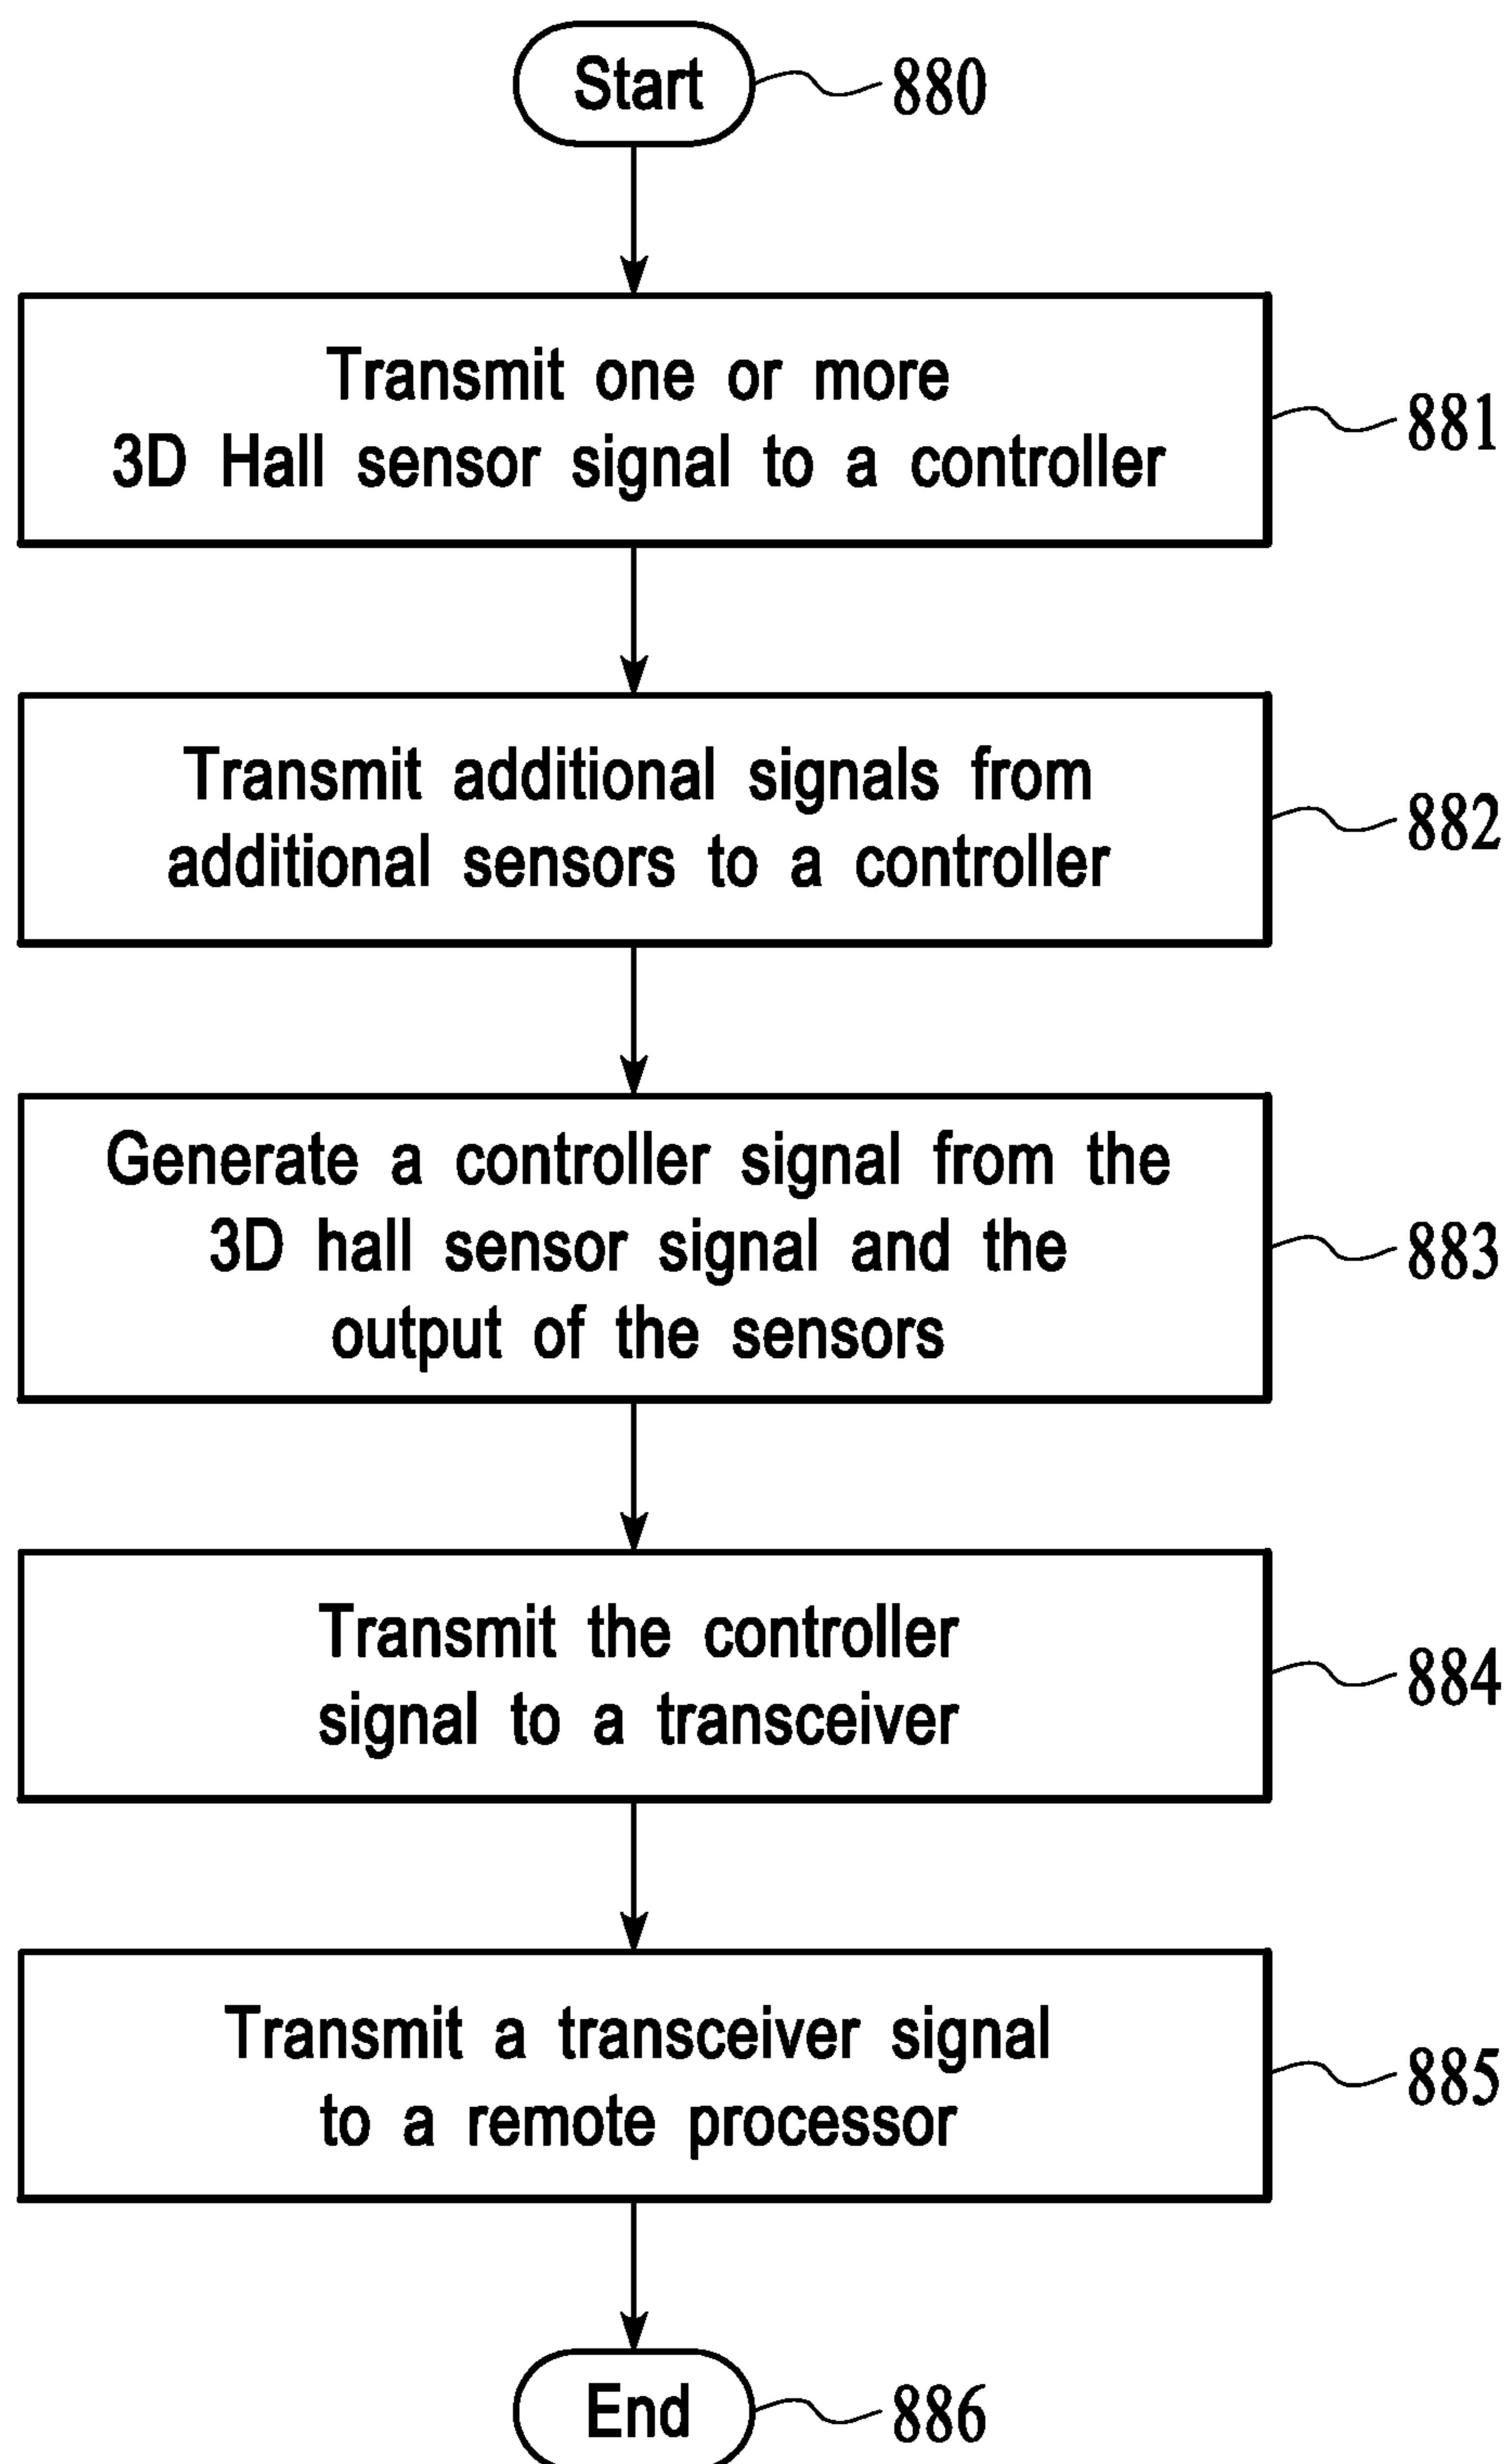 Start
880
Transmit one or more
3D Hall sensor signal to a controller
881
Transmit additional signals from
additional sensors to a controller
882
Generate a controller signal from the
3D hall sensor signal and the
output of the sensors
883
Transmit the controller
signal to a transceiver
884
Transmit a transceiver signal
to a remote processor
885
End
886